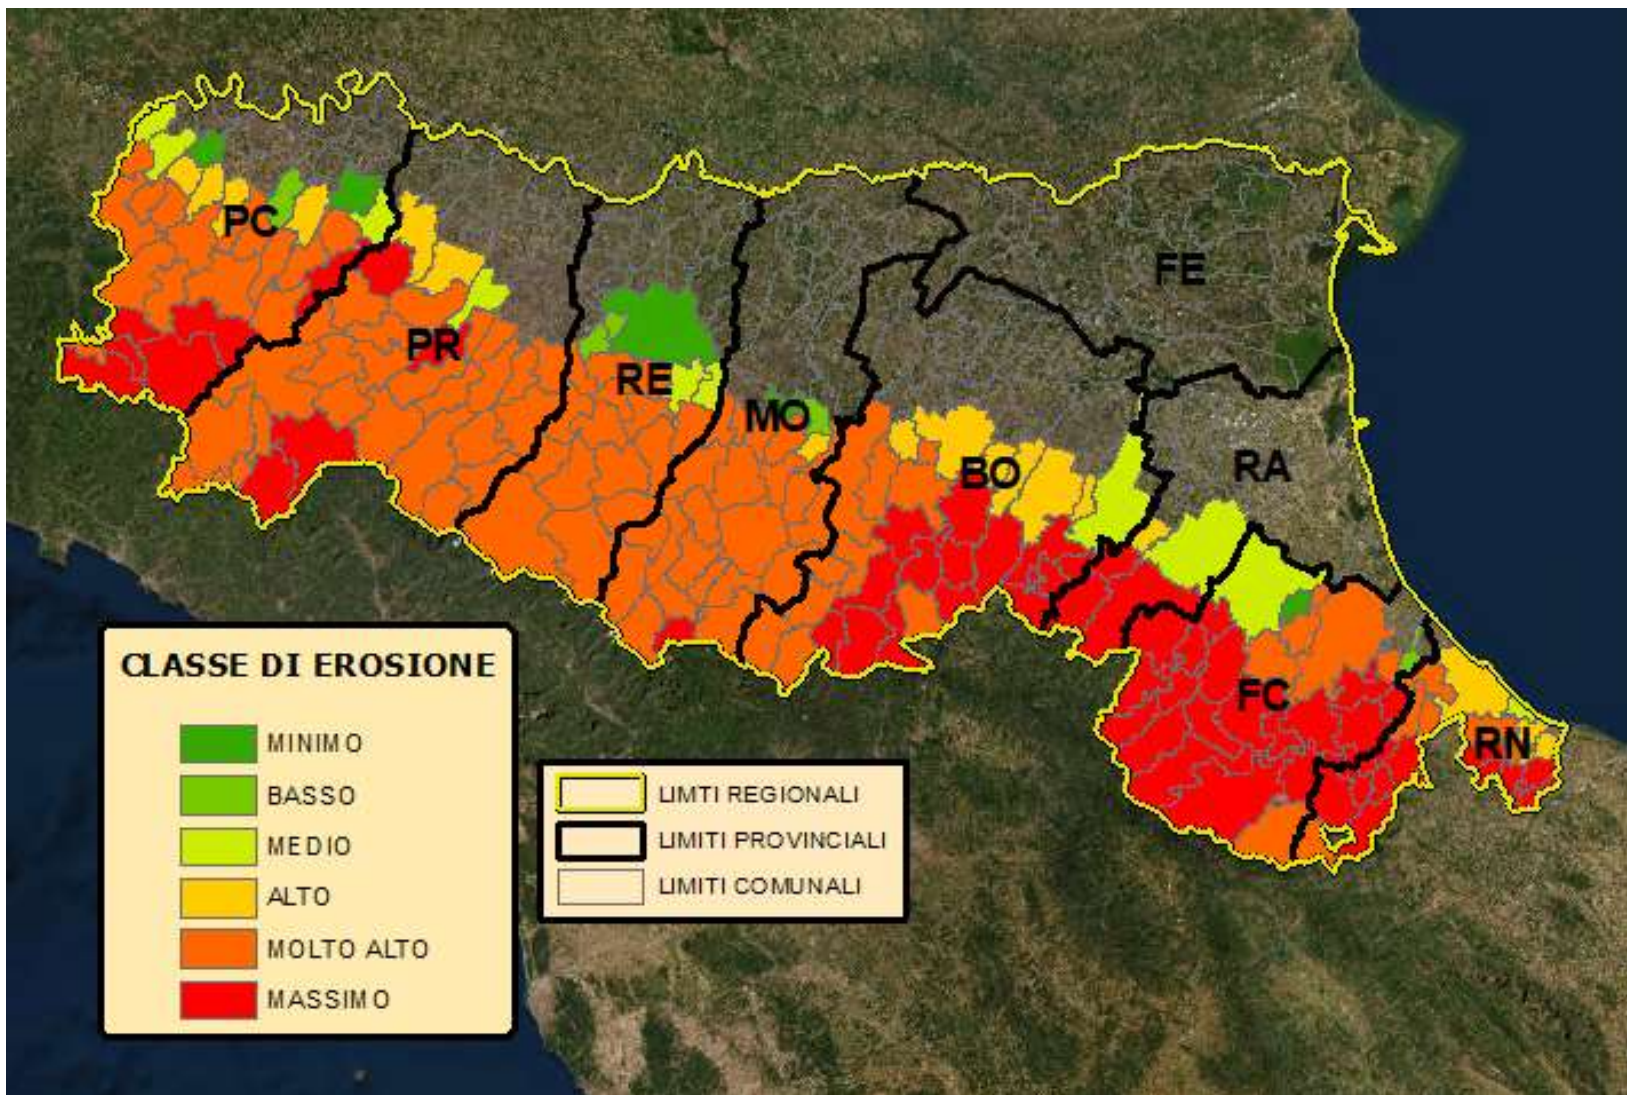 PC
FE
PR
RE
MO
RA
BO
FC
RN
CLASSE DI EROSIONE
MINIMO
BASSO
MEDIO
ALTO
MOLTO ALTO
MASSIMO
LIMTI REGIONALI
LIMITI PROVINCIALI
LIMITI COMUNALI